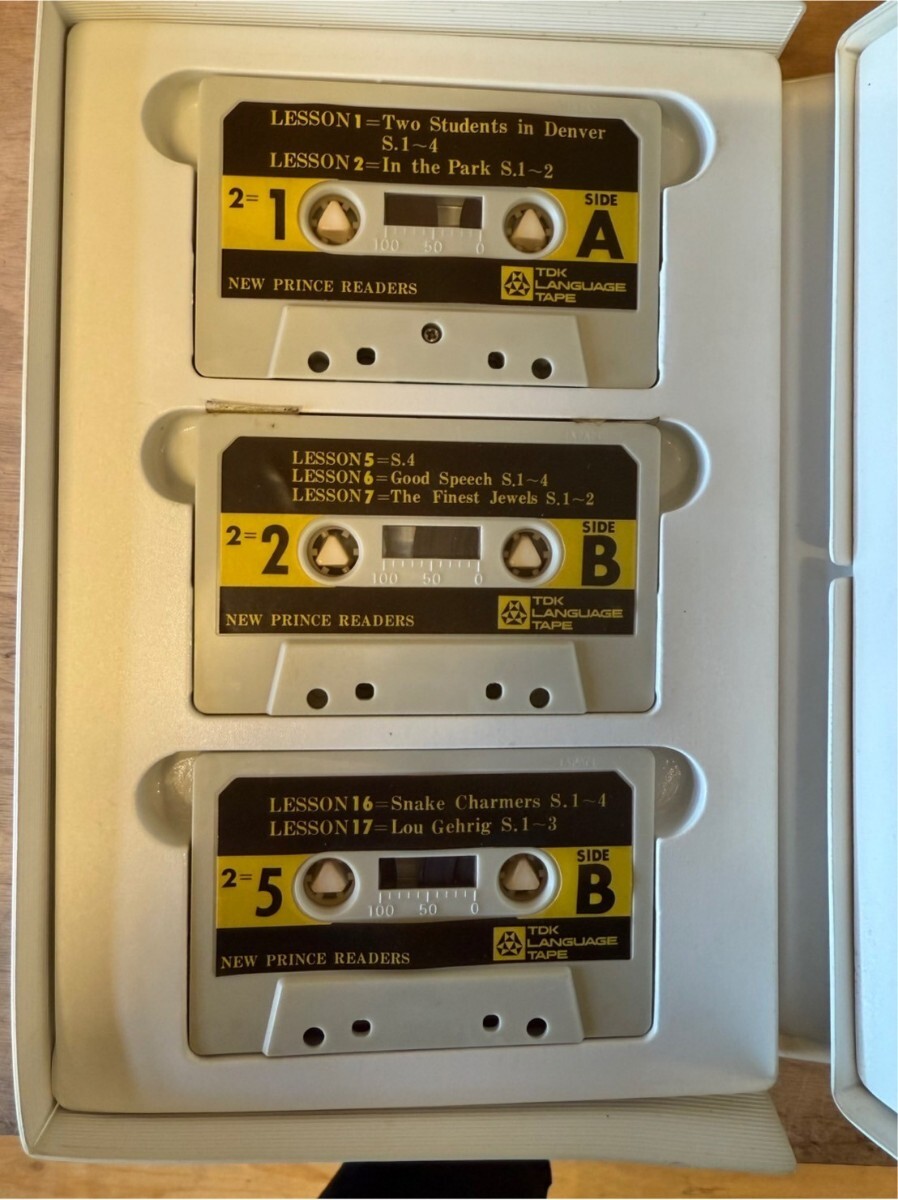 LESSON 1=Two Students in Denver
S.1~4
LESSON 2=In the Park S.1~2
2=1
SIDE
A
100 50 0
NEW PRINCE READERS
TDK
LANGUAGE
TAPE
LESSON 5=S.4
LESSON 6=Good Speech S.1~4
LESSON 7=The Finest Jewels S.1~2
2=2
SIDE
B
100 50 0
NEW PRINCE READERS
TDK
LANGUAGE
TAPE
LESSON 16=Snake Charmers S.1~4
LESSON 17=Lou Gehrig S.1~3
2=5
SIDE
B
100 50 0
NEW PRINCE READERS
TDK
LANGUAGE
TAPE